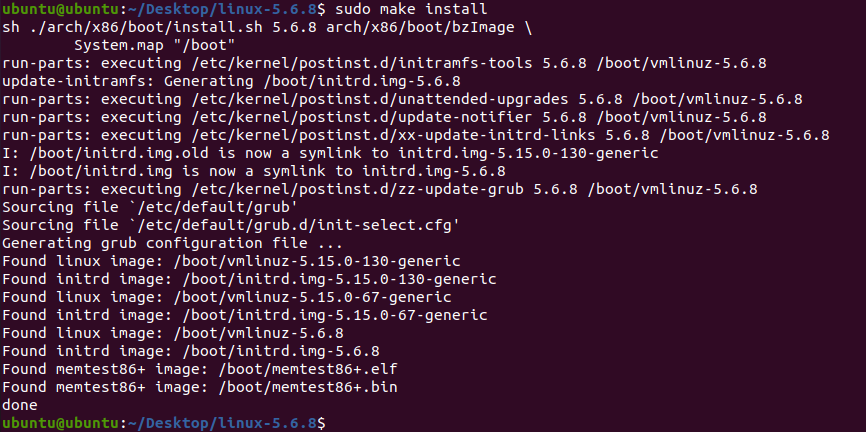 ubuntu@ubuntu:~/Desktop/linux-5.6.8$ sudo make install
sh ./arch/x86/boot/install.sh 5.6.8 arch/x86/boot/bzImage \
        System.map "/boot"
run-parts: executing /etc/kernel/postinst.d/initramfs-tools 5.6.8 /boot/vmlinuz-5.6.8
update-initramfs: Generating /boot/initrd.img-5.6.8
run-parts: executing /etc/kernel/postinst.d/unattended-upgrades 5.6.8 /boot/vmlinuz-5.6.8
run-parts: executing /etc/kernel/postinst.d/update-notifier 5.6.8 /boot/vmlinuz-5.6.8
run-parts: executing /etc/kernel/postinst.d/xx-update-initrd-links 5.6.8 /boot/vmlinuz-5.6.8
I: /boot/initrd.img.old is now a symlink to initrd.img-5.15.0-130-generic
I: /boot/initrd.img is now a symlink to initrd.img-5.6.8
run-parts: executing /etc/kernel/postinst.d/zz-update-grub 5.6.8 /boot/vmlinuz-5.6.8
Sourcing file `/etc/default/grub'
Sourcing file `/etc/default/grub.d/init-select.cfg'
Generating grub configuration file ...
Found linux image: /boot/vmlinuz-5.15.0-130-generic
Found initrd image: /boot/initrd.img-5.15.0-130-generic
Found linux image: /boot/vmlinuz-5.15.0-67-generic
Found initrd image: /boot/initrd.img-5.15.0-67-generic
Found linux image: /boot/vmlinuz-5.6.8
Found initrd image: /boot/initrd.img-5.6.8
Found memtest86+ image: /boot/memtest86+.elf
Found memtest86+ image: /boot/memtest86+.bin
done
ubuntu@ubuntu:~/Desktop/linux-5.6.8$